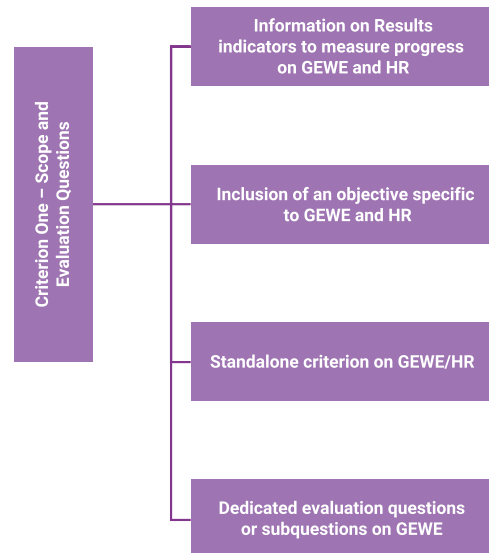 Criterion One – Scope and
Evaluation Questions
Information on Results
indicators to measure progress
on GEWE and HR
Inclusion of an objective specific
to GEWE and HR
Standalone criterion on GEWE/HR
Dedicated evaluation questions
or subquestions on GEWE